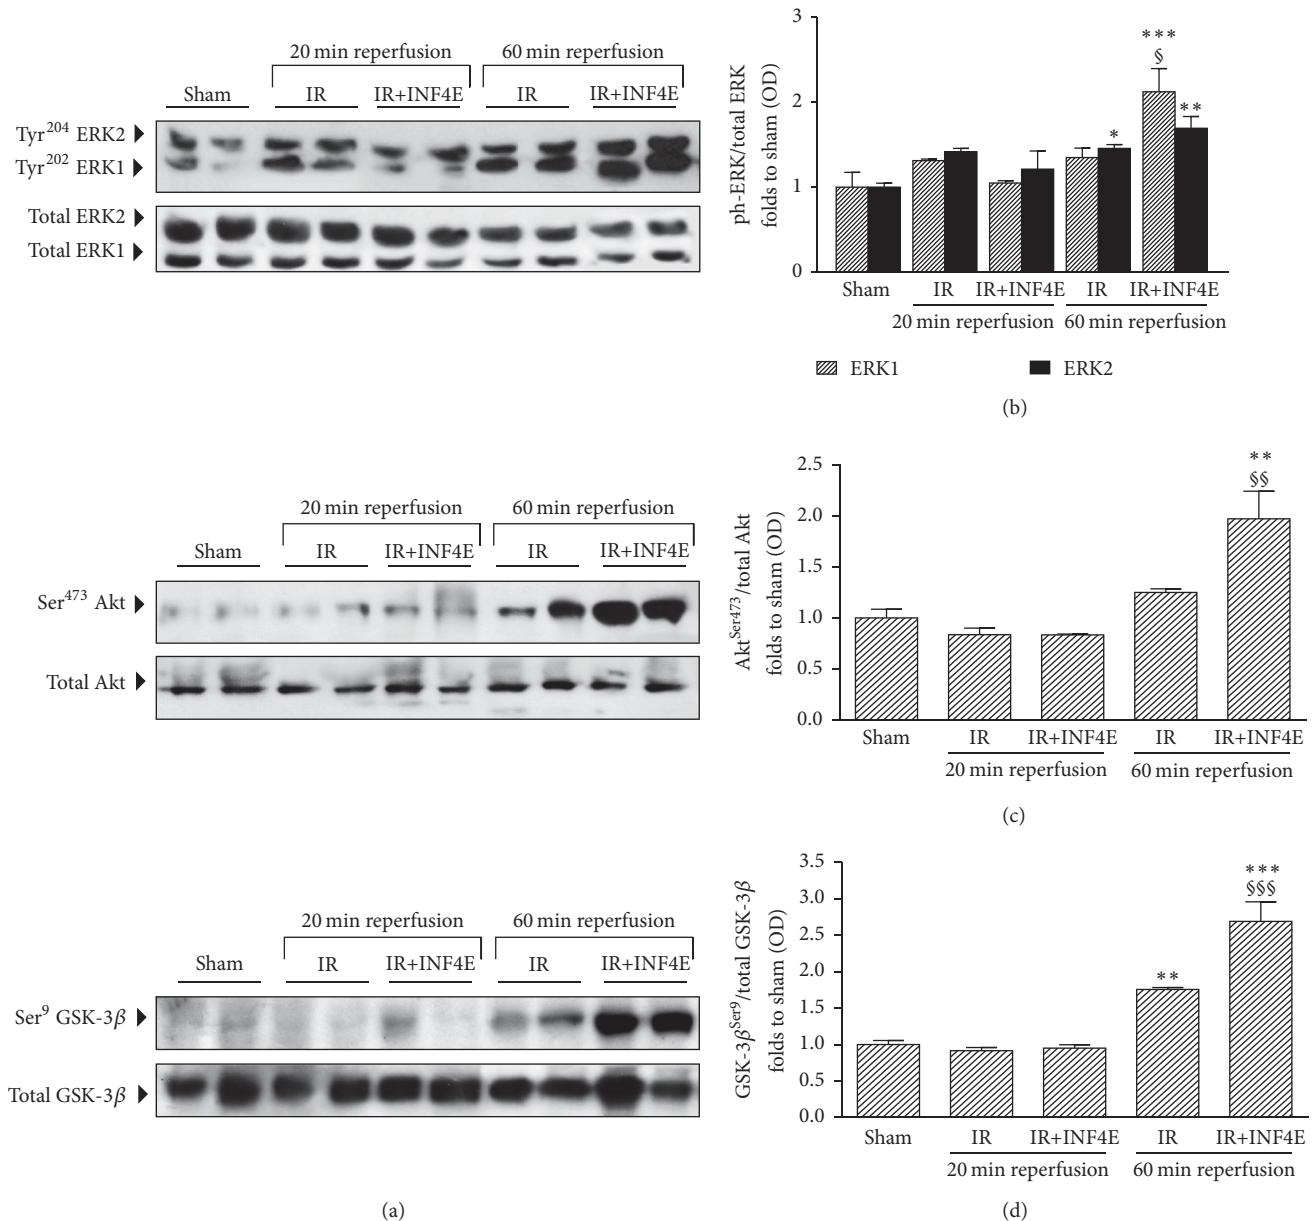 20 min reperfusion 60 min reperfusion
Sham IR IR+INF4E IR IR+INF4E
Tyr204 ERK2
Tyr202 ERK1
Total ERK2
Total ERK1
ph-ERK/total ERK
folds to sham (OD)
3
2
1
0
***
§
**
*
Sham IR IR+INF4E IR IR+INF4E
20 min reperfusion 60 min reperfusion
ERK1 ERK2
(b)
20 min reperfusion 60 min reperfusion
Sham IR IR+INF4E IR IR+INF4E
Ser473 Akt
Total Akt
AktSer473/total Akt
folds to sham (OD)
2.5
2.0
1.5
1.0
0.5
0.0
**
§§
Sham IR IR+INF4E IR IR+INF4E
20 min reperfusion 60 min reperfusion
(c)
20 min reperfusion 60 min reperfusion
Sham IR IR+INF4E IR IR+INF4E
Ser9 GSK-3β
Total GSK-3β
(a)
GSK-3βSer9/total GSK-3β
folds to sham (OD)
3.5
3.0
2.5
2.0
1.5
1.0
0.5
0.0
***
§§§
**
Sham IR IR+INF4E IR IR+INF4E
20 min reperfusion 60 min reperfusion
(d)